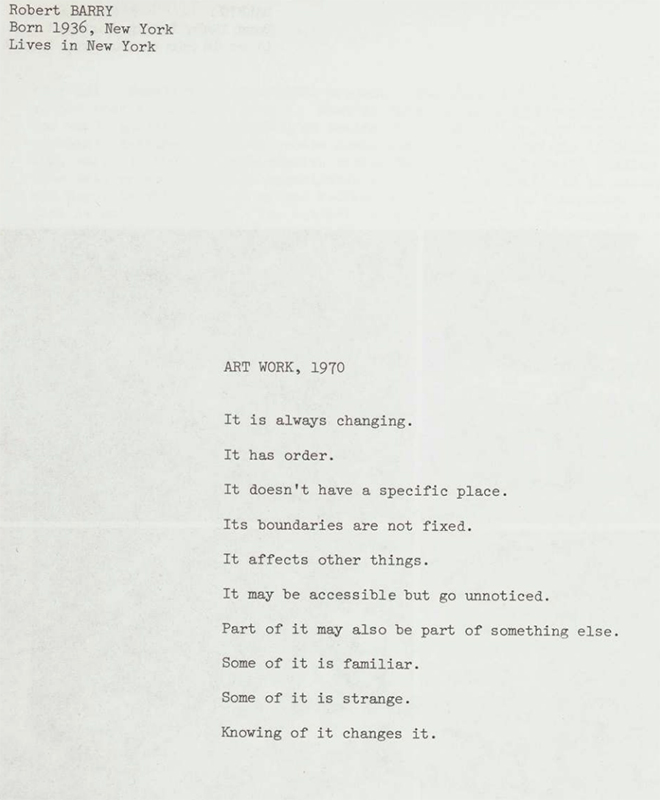 Robert BARRY
Born 1936, New York
Lives in New York
ART WORK, 1970
It is always changing.
It has order.
It doesn't have a specific place.
Its boundaries are not fixed.
It affects other things.
It may be accessible but go unnoticed.
Part of it may also be part of something else.
Some of it is familiar.
Some of it is strange.
Knowing of it changes it.